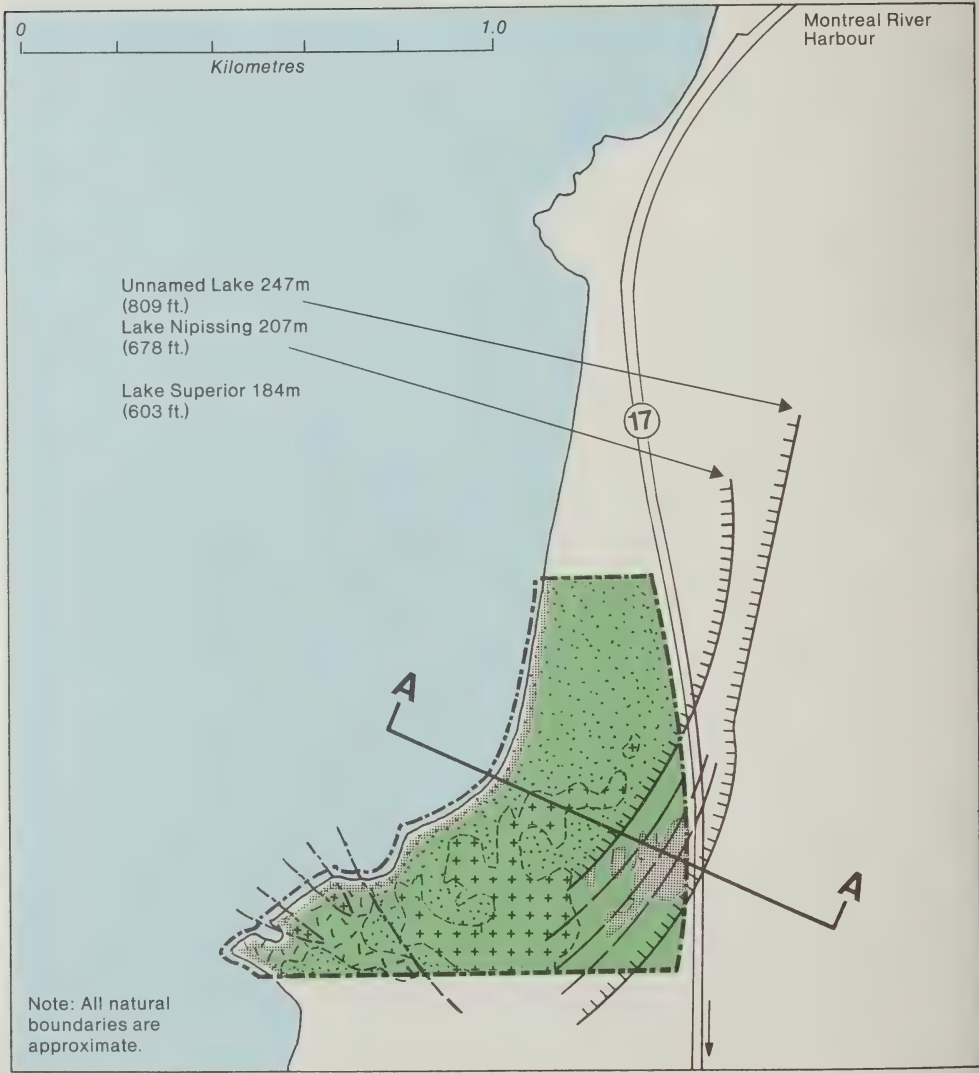 0 1.0
Kilometres
Montreal River
Harbour
Unnamed Lake 247m
(809 ft.)
Lake Nipissing 207m
(678 ft.)
Lake Superior 184m
(603 ft.)
17
A
A
Note: All natural
boundaries are
approximate.